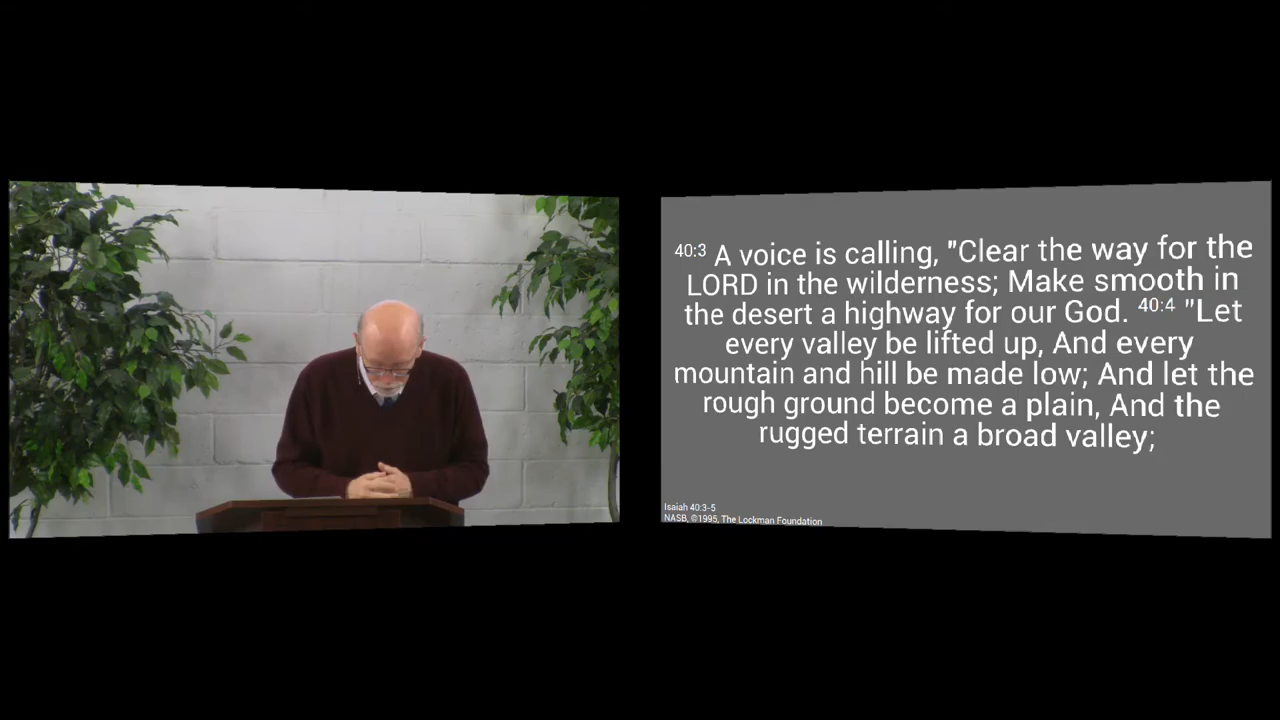 40:3 A voice is calling, "Clear the way for the
LORD in the wilderness; Make smooth in
the desert a highway for our God. 40:4 "Let
every valley be lifted up, And every
mountain and hill be made low; And let the
rough ground become a plain, And the
rugged terrain a broad valley;
Isaiah 40:3-5
NASB, ©1995, The Lockman Foundation